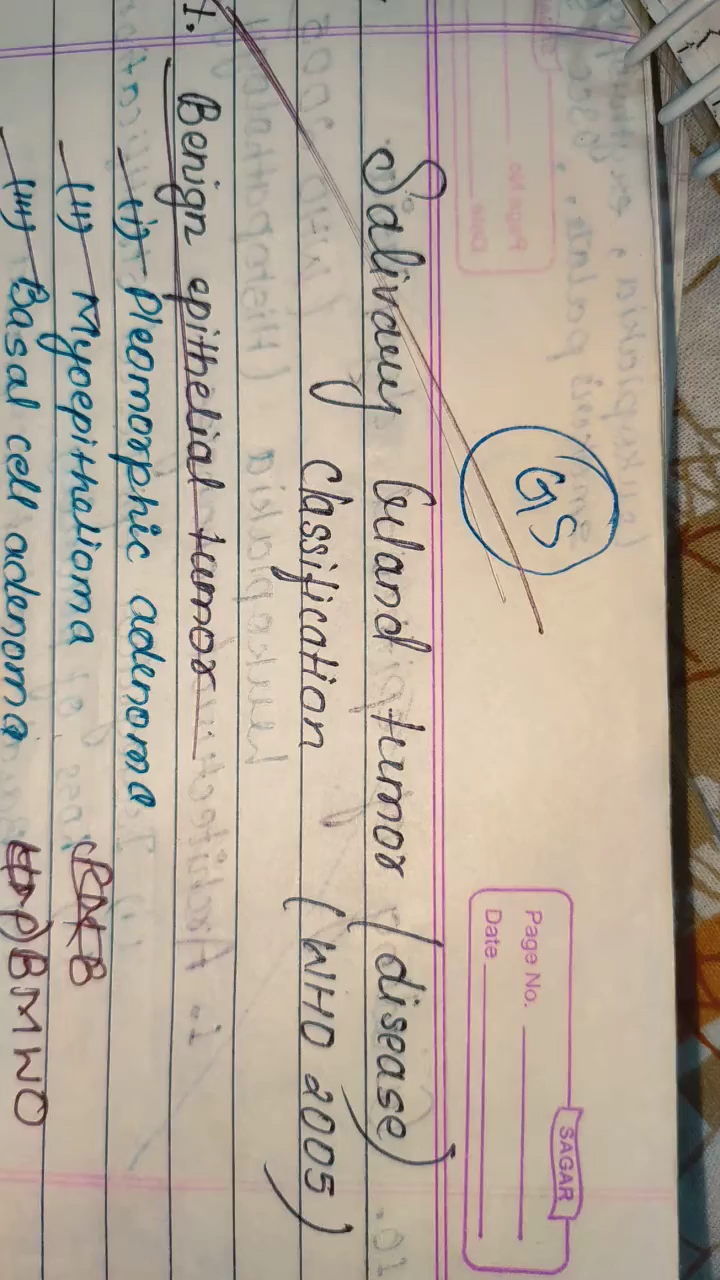 SAGAR
Page No.
Date
GS
Salivary Gland tumor (disease)
classification (WHO 2005)
1. Benign epithelial tumor
(i) Pleomorphic adenoma
(ii) Myoepithelioma
(iii) Basal cell adenoma BMWO